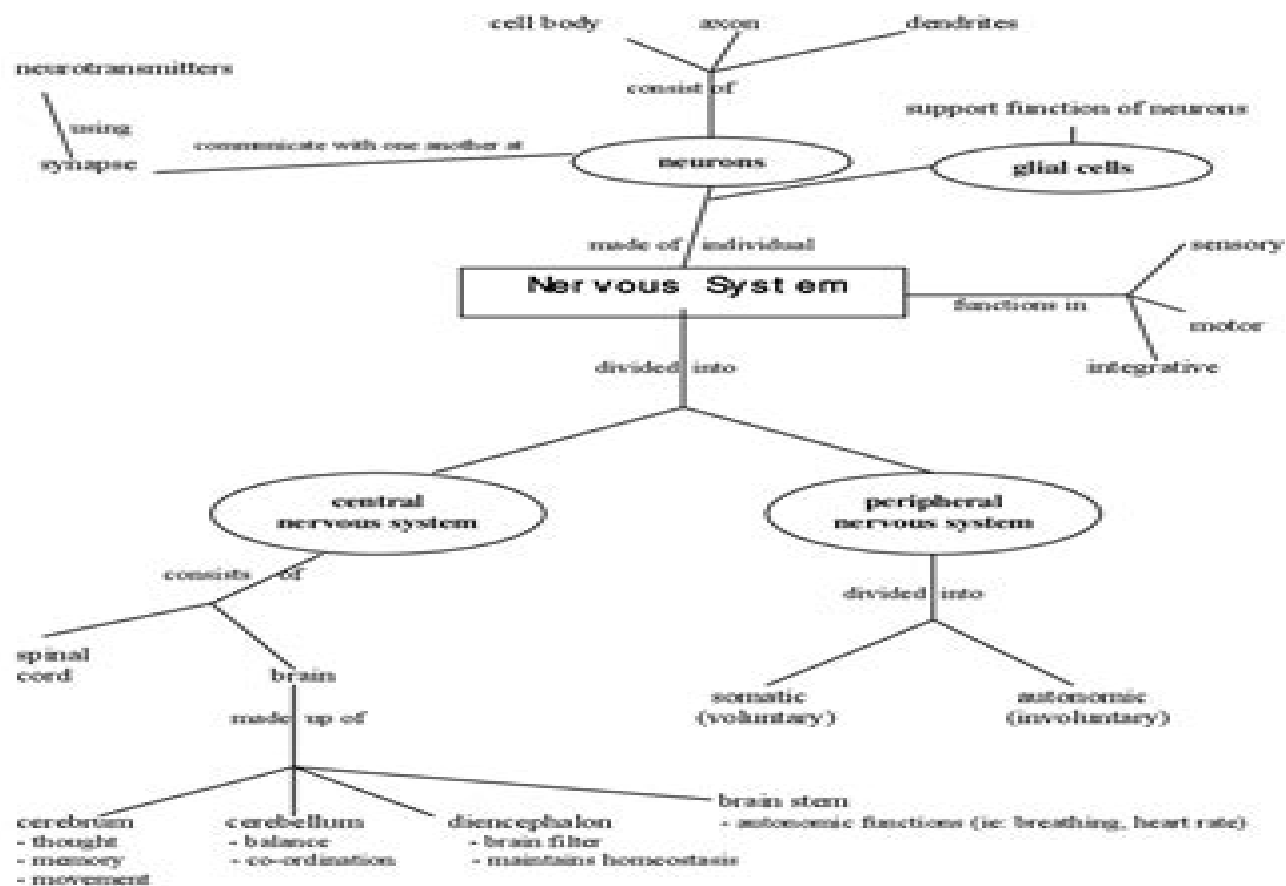 cell body axon dendrites
neurotransmitters
consist of
support function of neurons
using
communicate with one another at
synapse
neurons
glial cells
made of individual
sensory
Nervous System
functions in
motor
divided into
integrative
central
nervous system
peripheral
nervous system
consists of
divided into
spinal
cord
brain
somatic
(voluntary)
autonomic
(involuntary)
made up of
brain stem
- autonomic functions (ie: breathing, heart rate)
cerebrum
- thought
- memory
- movement
cerebellum
- balance
- co-ordination
diencephalon
- brain filter
- maintains homeostasis